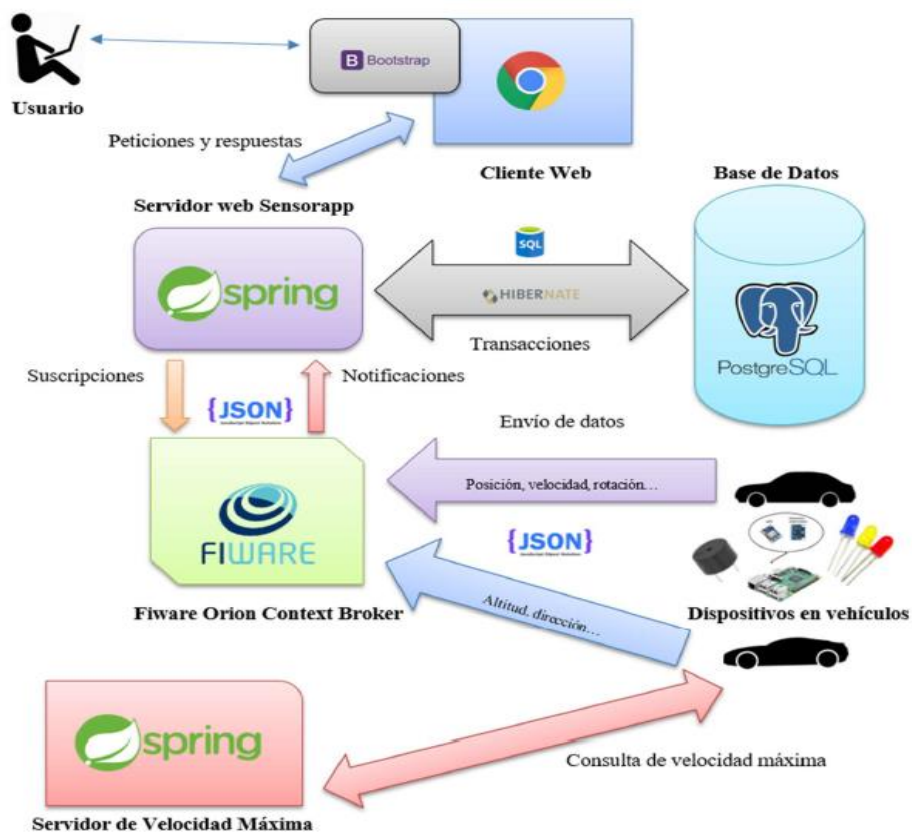 B Bootstrap
Usuario
Peticiones y respuestas
Cliente Web
Base de Datos
Servidor web Sensorapp
spring
SQL
HIBERNATE
Transacciones
PostgreSQL
Suscripciones
Notificaciones
{JSON}
Envío de datos
Posición, velocidad, rotación…
FIWARE
{JSON}
Fiware Orion Context Broker
Altitud, dirección…
Dispositivos en vehículos
spring
Consulta de velocidad máxima
Servidor de Velocidad Máxima